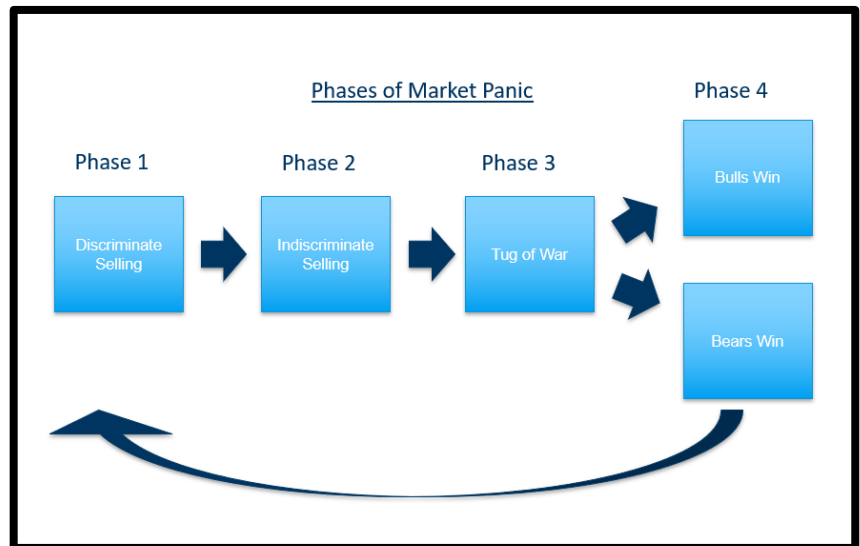 Phases of Market Panic
Phase 1
Discriminate
Selling
Phase 2
Indiscriminate
Selling
Phase 3
Tug of War
Phase 4
Bulls Win
Bears Win